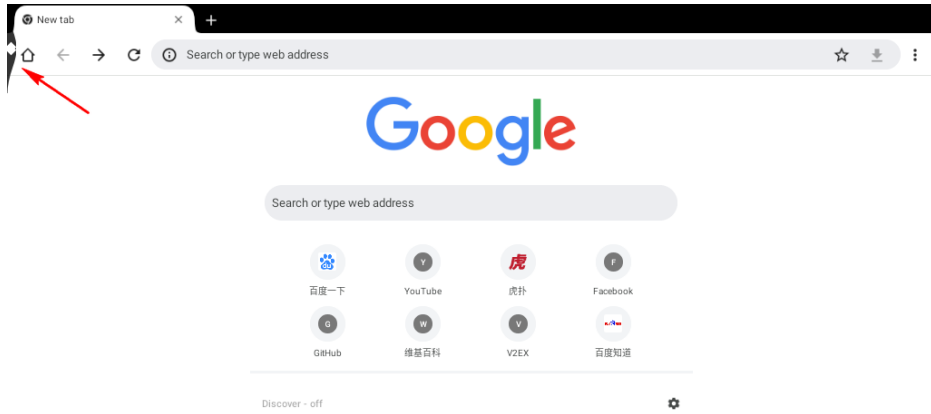 New tab
Search or type web address
Google
Search or type web address
Y
虎
F
百度一下
YouTube
虎扑
Facebook
G
W
V
GitHub
维基百科
V2EX
百度知道
Discover - off